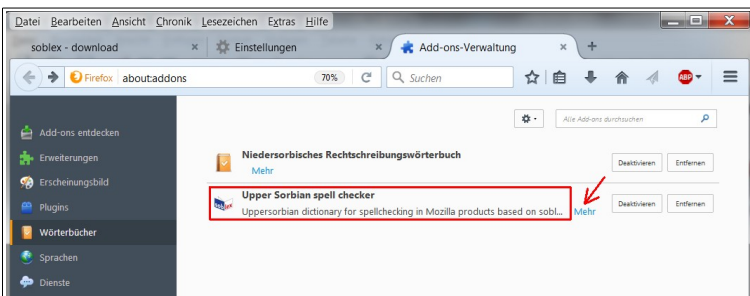 Datei Bearbeiten Ansicht Chronik Lesezeichen Extras Hilfe
soblex - download × Einstellungen × Add-ons-Verwaltung × +
Firefox about:addons 70% Suchen ABP
Alle Add-ons durchsuchen
Add-ons entdecken
Erweiterungen
Erscheinungsbild
Plugins
Wörterbücher
Sprachen
Dienste
Niedersorbisches Rechtschreibungswörterbuch
Mehr Deaktivieren Entfernen
Upper Sorbian spell checker
Uppersorbian dictionary for spellchecking in Mozilla products based on sobl... Mehr Deaktivieren Entfernen